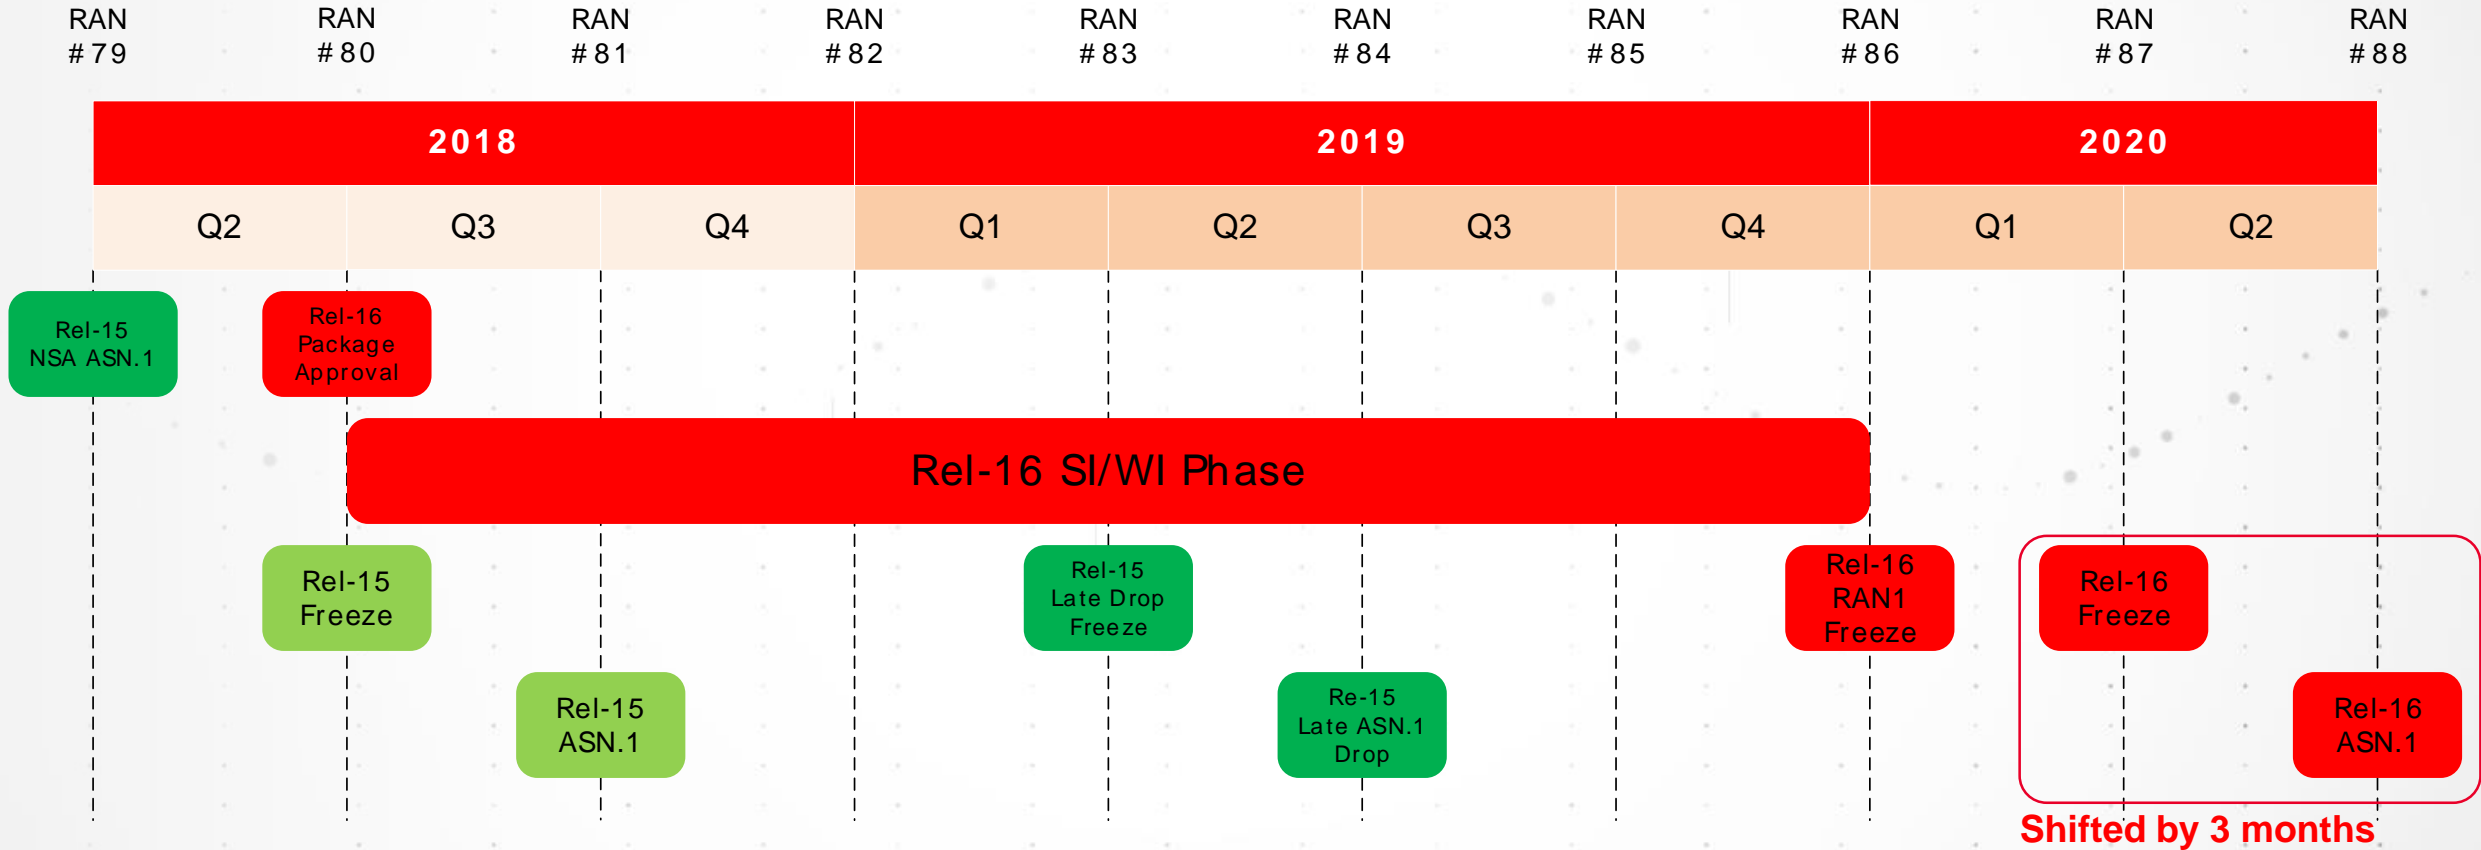 RAN
#79
RAN
#80
RAN
#81
RAN
#82
RAN
#83
RAN
#84
RAN
#85
RAN
#86
RAN
#87
RAN
#88
2018
2019
2020
Q2
Q3
Q4
Q1
Q2
Q3
Q4
Q1
Q2
Rel-15
NSA ASN.1
Rel-16
Package
Approval
Rel-16 SI/WI Phase
Rel-15
Freeze
Rel-15
Late Drop
Freeze
Rel-16
RAN1
Freeze
Rel-16
Freeze
Rel-15
ASN.1
Re-15
Late ASN.1
Drop
Rel-16
ASN.1
Shifted by 3 months